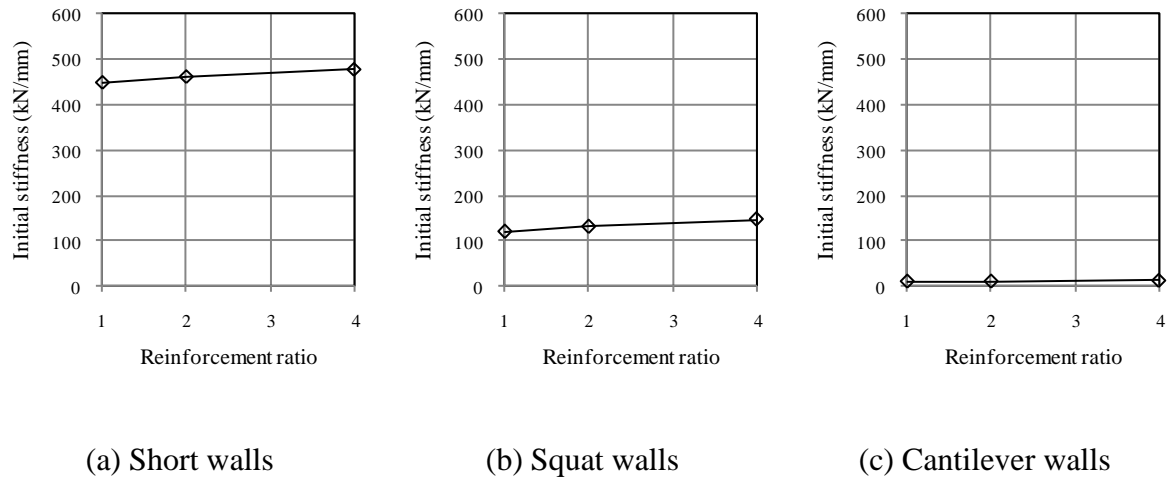 Initial stiffness (kN/mm)
600
500
400
300
200
100
0
1 2 3 4
Reinforcement ratio
(a) Short walls
Initial stiffness (kN/mm)
600
500
400
300
200
100
0
1 2 3 4
Reinforcement ratio
(b) Squat walls
Initial stiffness (kN/mm)
600
500
400
300
200
100
0
1 2 3 4
Reinforcement ratio
(c) Cantilever walls